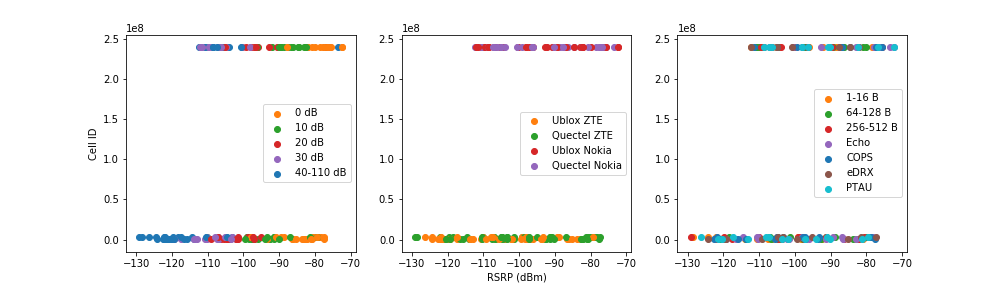 1e8
2.5
2.0
1.5
1.0
0.5
0.0
Cell ID
0 dB
10 dB
20 dB
30 dB
40-110 dB
−130 −120 −110 −100 −90 −80 −70
1e8
2.5
2.0
1.5
1.0
0.5
0.0
Ublox ZTE
Quectel ZTE
Ublox Nokia
Quectel Nokia
−130 −120 −110 −100 −90 −80 −70
RSRP (dBm)
1e8
2.5
2.0
1.5
1.0
0.5
0.0
1-16 B
64-128 B
256-512 B
Echo
COPS
eDRX
PTAU
−130 −120 −110 −100 −90 −80 −70